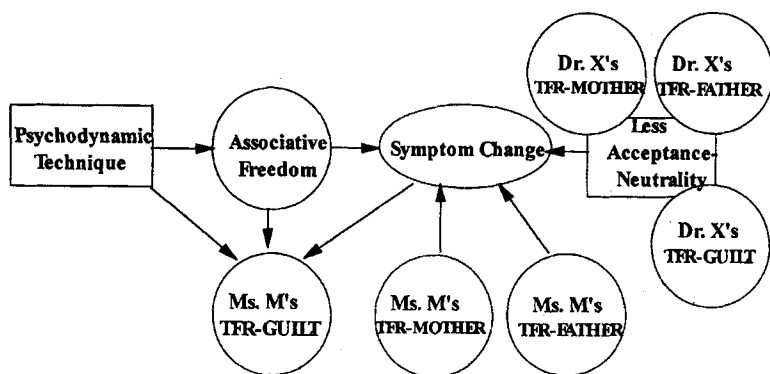 Psychodynamic
Technique
Associative
Freedom
Symptom Change
Dr. X's
TFR-MOTHER
Dr. X's
TFR-FATHER
Less
Acceptance-
Neutrality
Dr. X's
TFR-GUILT
Ms. M's
TFR-GUILT
Ms. M's
TFR-MOTHER
Ms. M's
TFR-FATHER